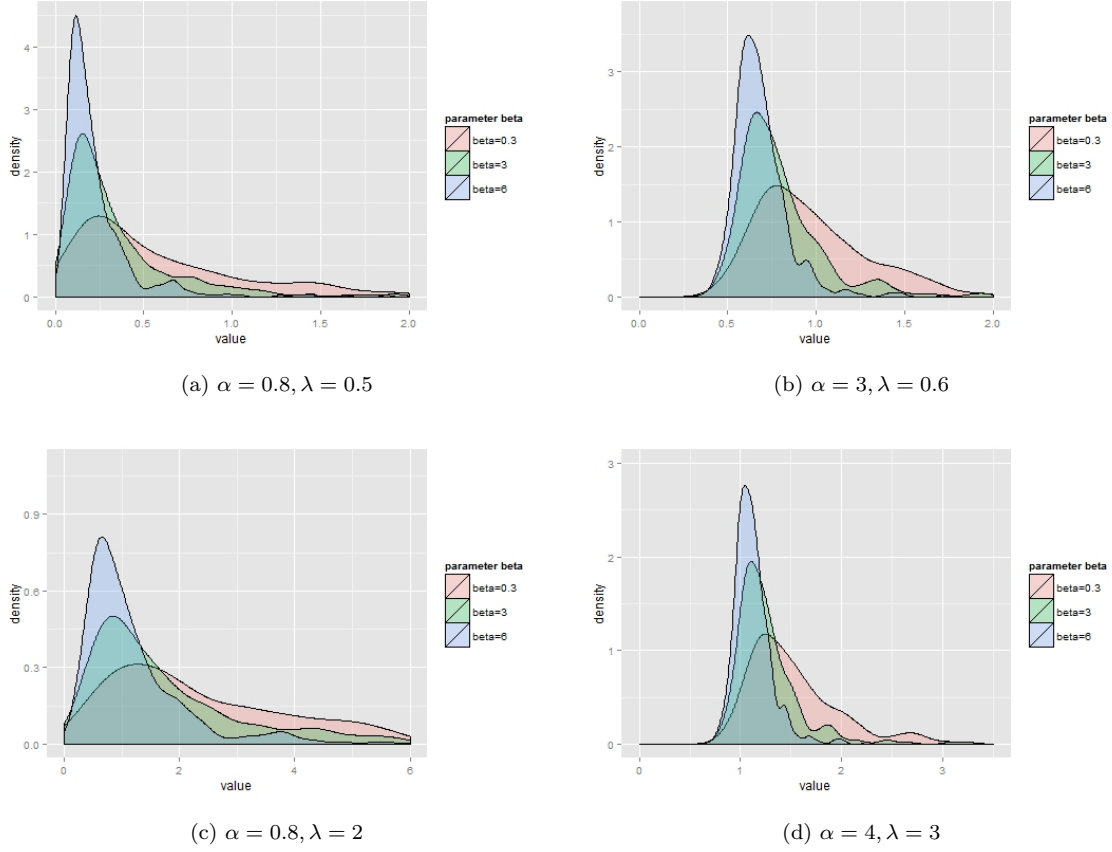 density
4
3
2
1
0
0.0 0.5 1.0 1.5 2.0
value
parameter beta
beta=0.3
beta=3
beta=6
(a) α = 0.8, λ = 0.5
density
3
2
1
0
0.0 0.5 1.0 1.5 2.0
value
parameter beta
beta=0.3
beta=3
beta=6
(b) α = 3, λ = 0.6
density
0.9
0.6
0.3
0.0
0 2 4 6
value
parameter beta
beta=0.3
beta=3
beta=6
(c) α = 0.8, λ = 2
density
3
2
1
0
0 1 2 3
value
parameter beta
beta=0.3
beta=3
beta=6
(d) α = 4, λ = 3